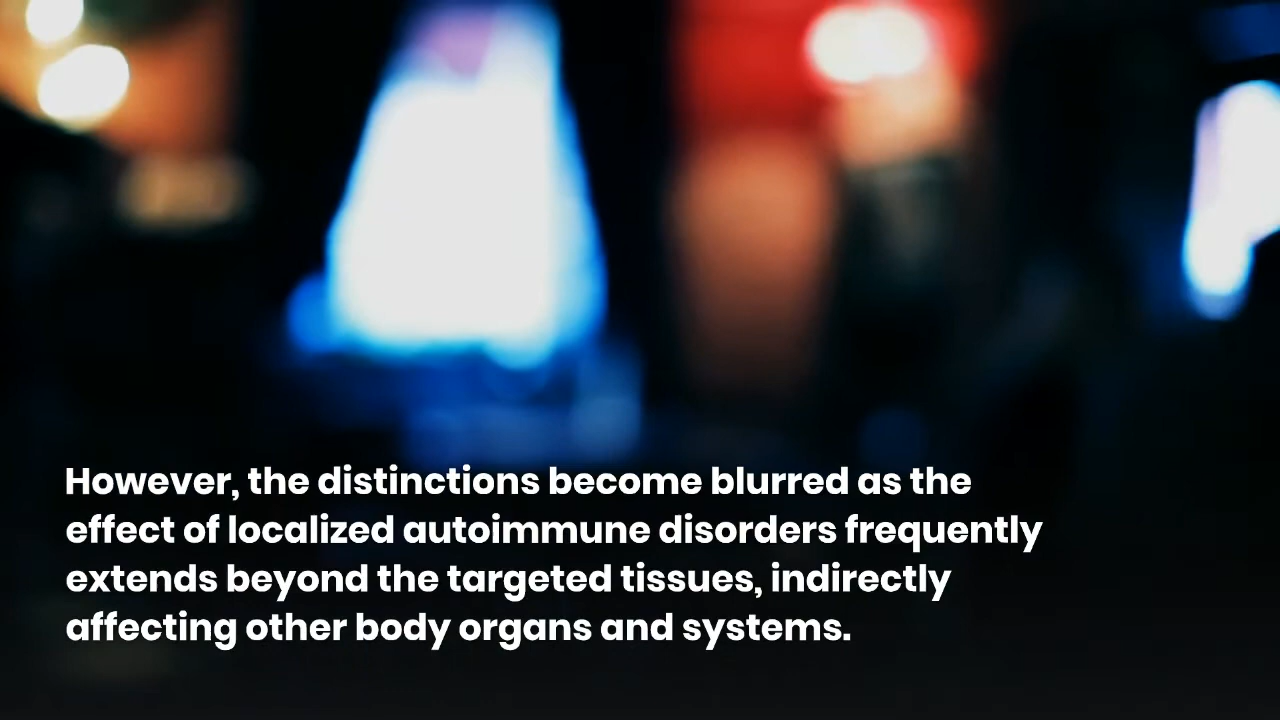 However, the distinctions become blurred as the
effect of localized autoimmune disorders frequently
extends beyond the targeted tissues, indirectly
affecting other body organs and systems.